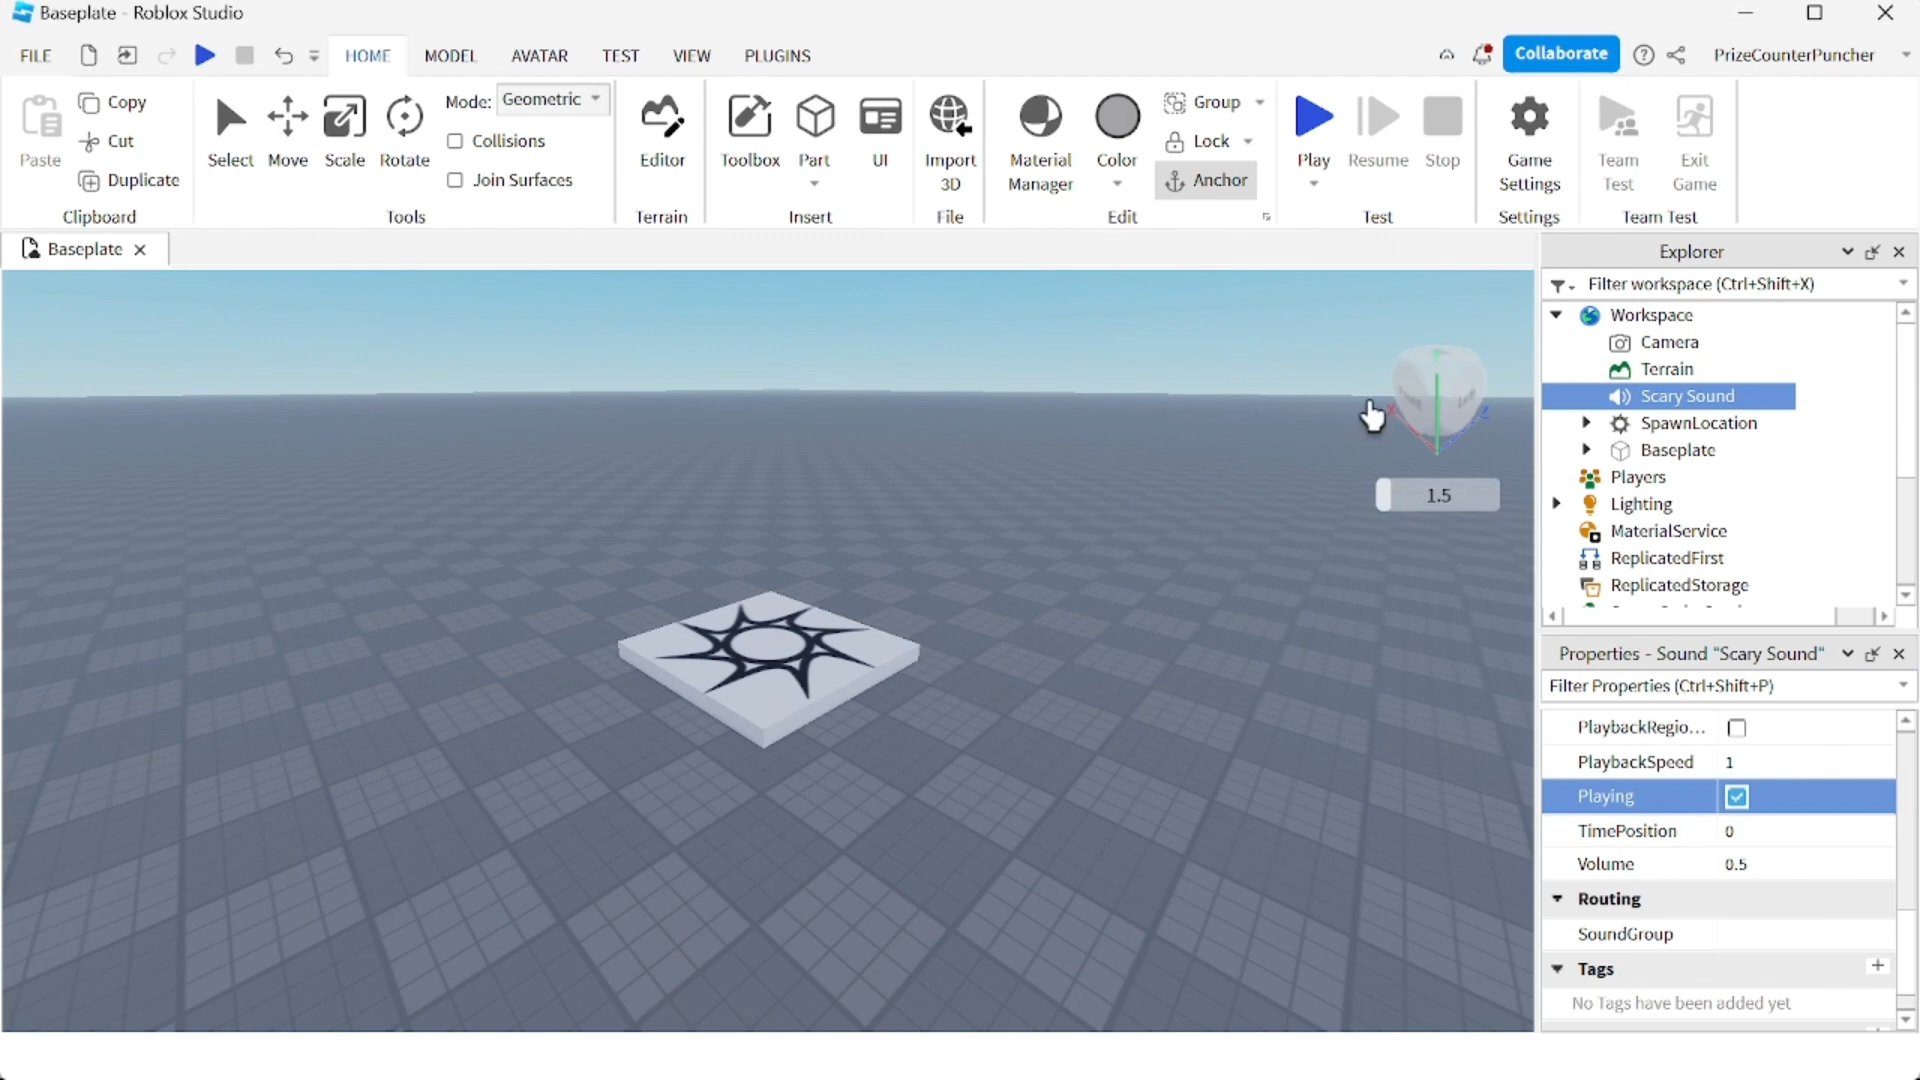 Baseplate - Roblox Studio
FILE HOME MODEL AVATAR TEST VIEW PLUGINS Collaborate PrizeCounterPuncher
Paste
Copy
Cut
Duplicate
Clipboard
Select Move Scale Rotate
Mode: Geometric
Collisions
Join Surfaces
Tools
Editor
Terrain
Toolbox Part UI
Insert
Import
3D
File
Material
Manager
Color
Group
Lock
Anchor
Edit
Play Resume Stop
Test
Game
Settings
Settings
Team
Test
Exit
Game
Team Test
Baseplate
X
Z
1.5
Explorer
Filter workspace (Ctrl+Shift+X)
Workspace
Camera
Terrain
Scary Sound
SpawnLocation
Baseplate
Players
Lighting
MaterialService
ReplicatedFirst
ReplicatedStorage
Properties - Sound "Scary Sound"
Filter Properties (Ctrl+Shift+P)
PlaybackRegio...
PlaybackSpeed 1
Playing
TimePosition 0
Volume 0.5
Routing
SoundGroup
Tags +
No Tags have been added yet